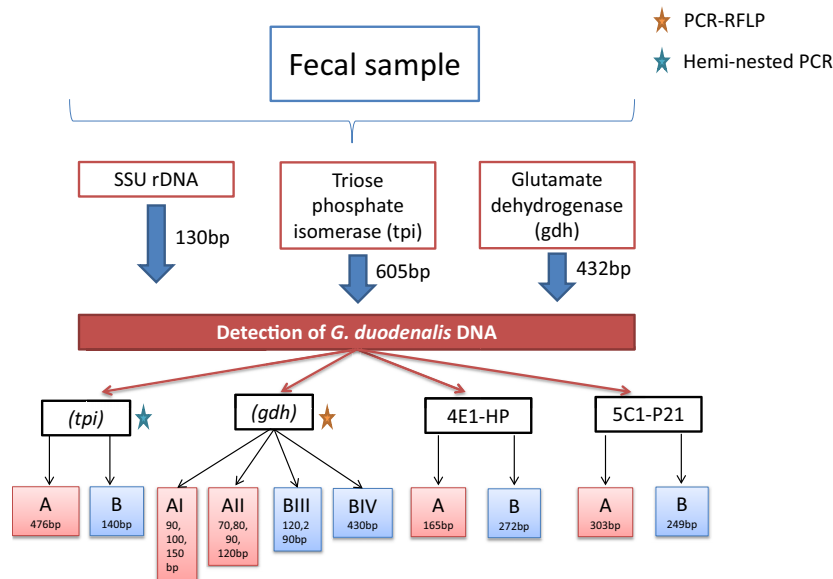 PCR-RFLP
Hemi-nested PCR
Fecal sample
SSU rDNA
Triose
phosphate
isomerase (tpi)
Glutamate
dehydrogenase
(gdh)
130bp
605bp
432bp
Detection of G. duodenalis DNA
(tpi)
(gdh)
4E1-HP
5C1-P21
A
476bp
B
140bp
AI
90,
100,
150
bp
AII
70,80,
90,
120bp
BIII
120,2
90bp
BIV
430bp
A
165bp
B
272bp
A
303bp
B
249bp